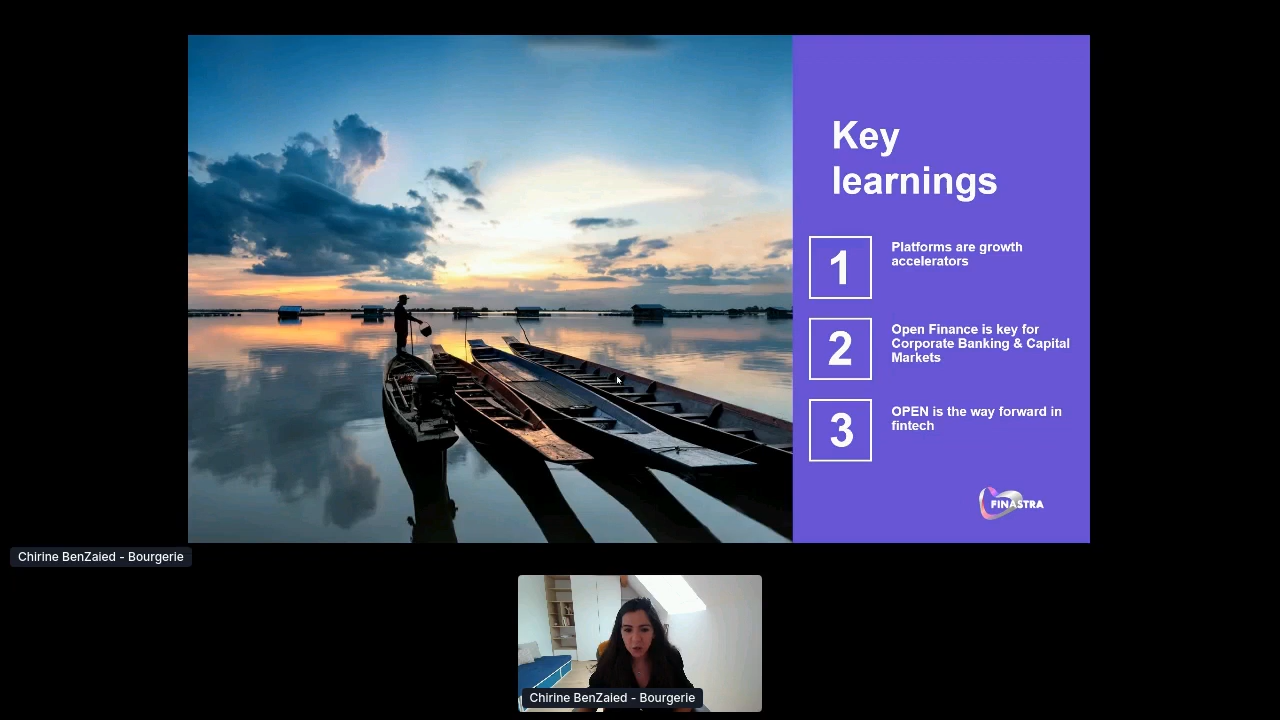 Key
learnings
1
Platforms are growth
accelerators
2
Open Finance is key for
Corporate Banking & Capital
Markets
3
OPEN is the way forward in
fintech
FINASTRA
Chirine BenZaied - Bourgerie
Chirine BenZaied - Bourgerie